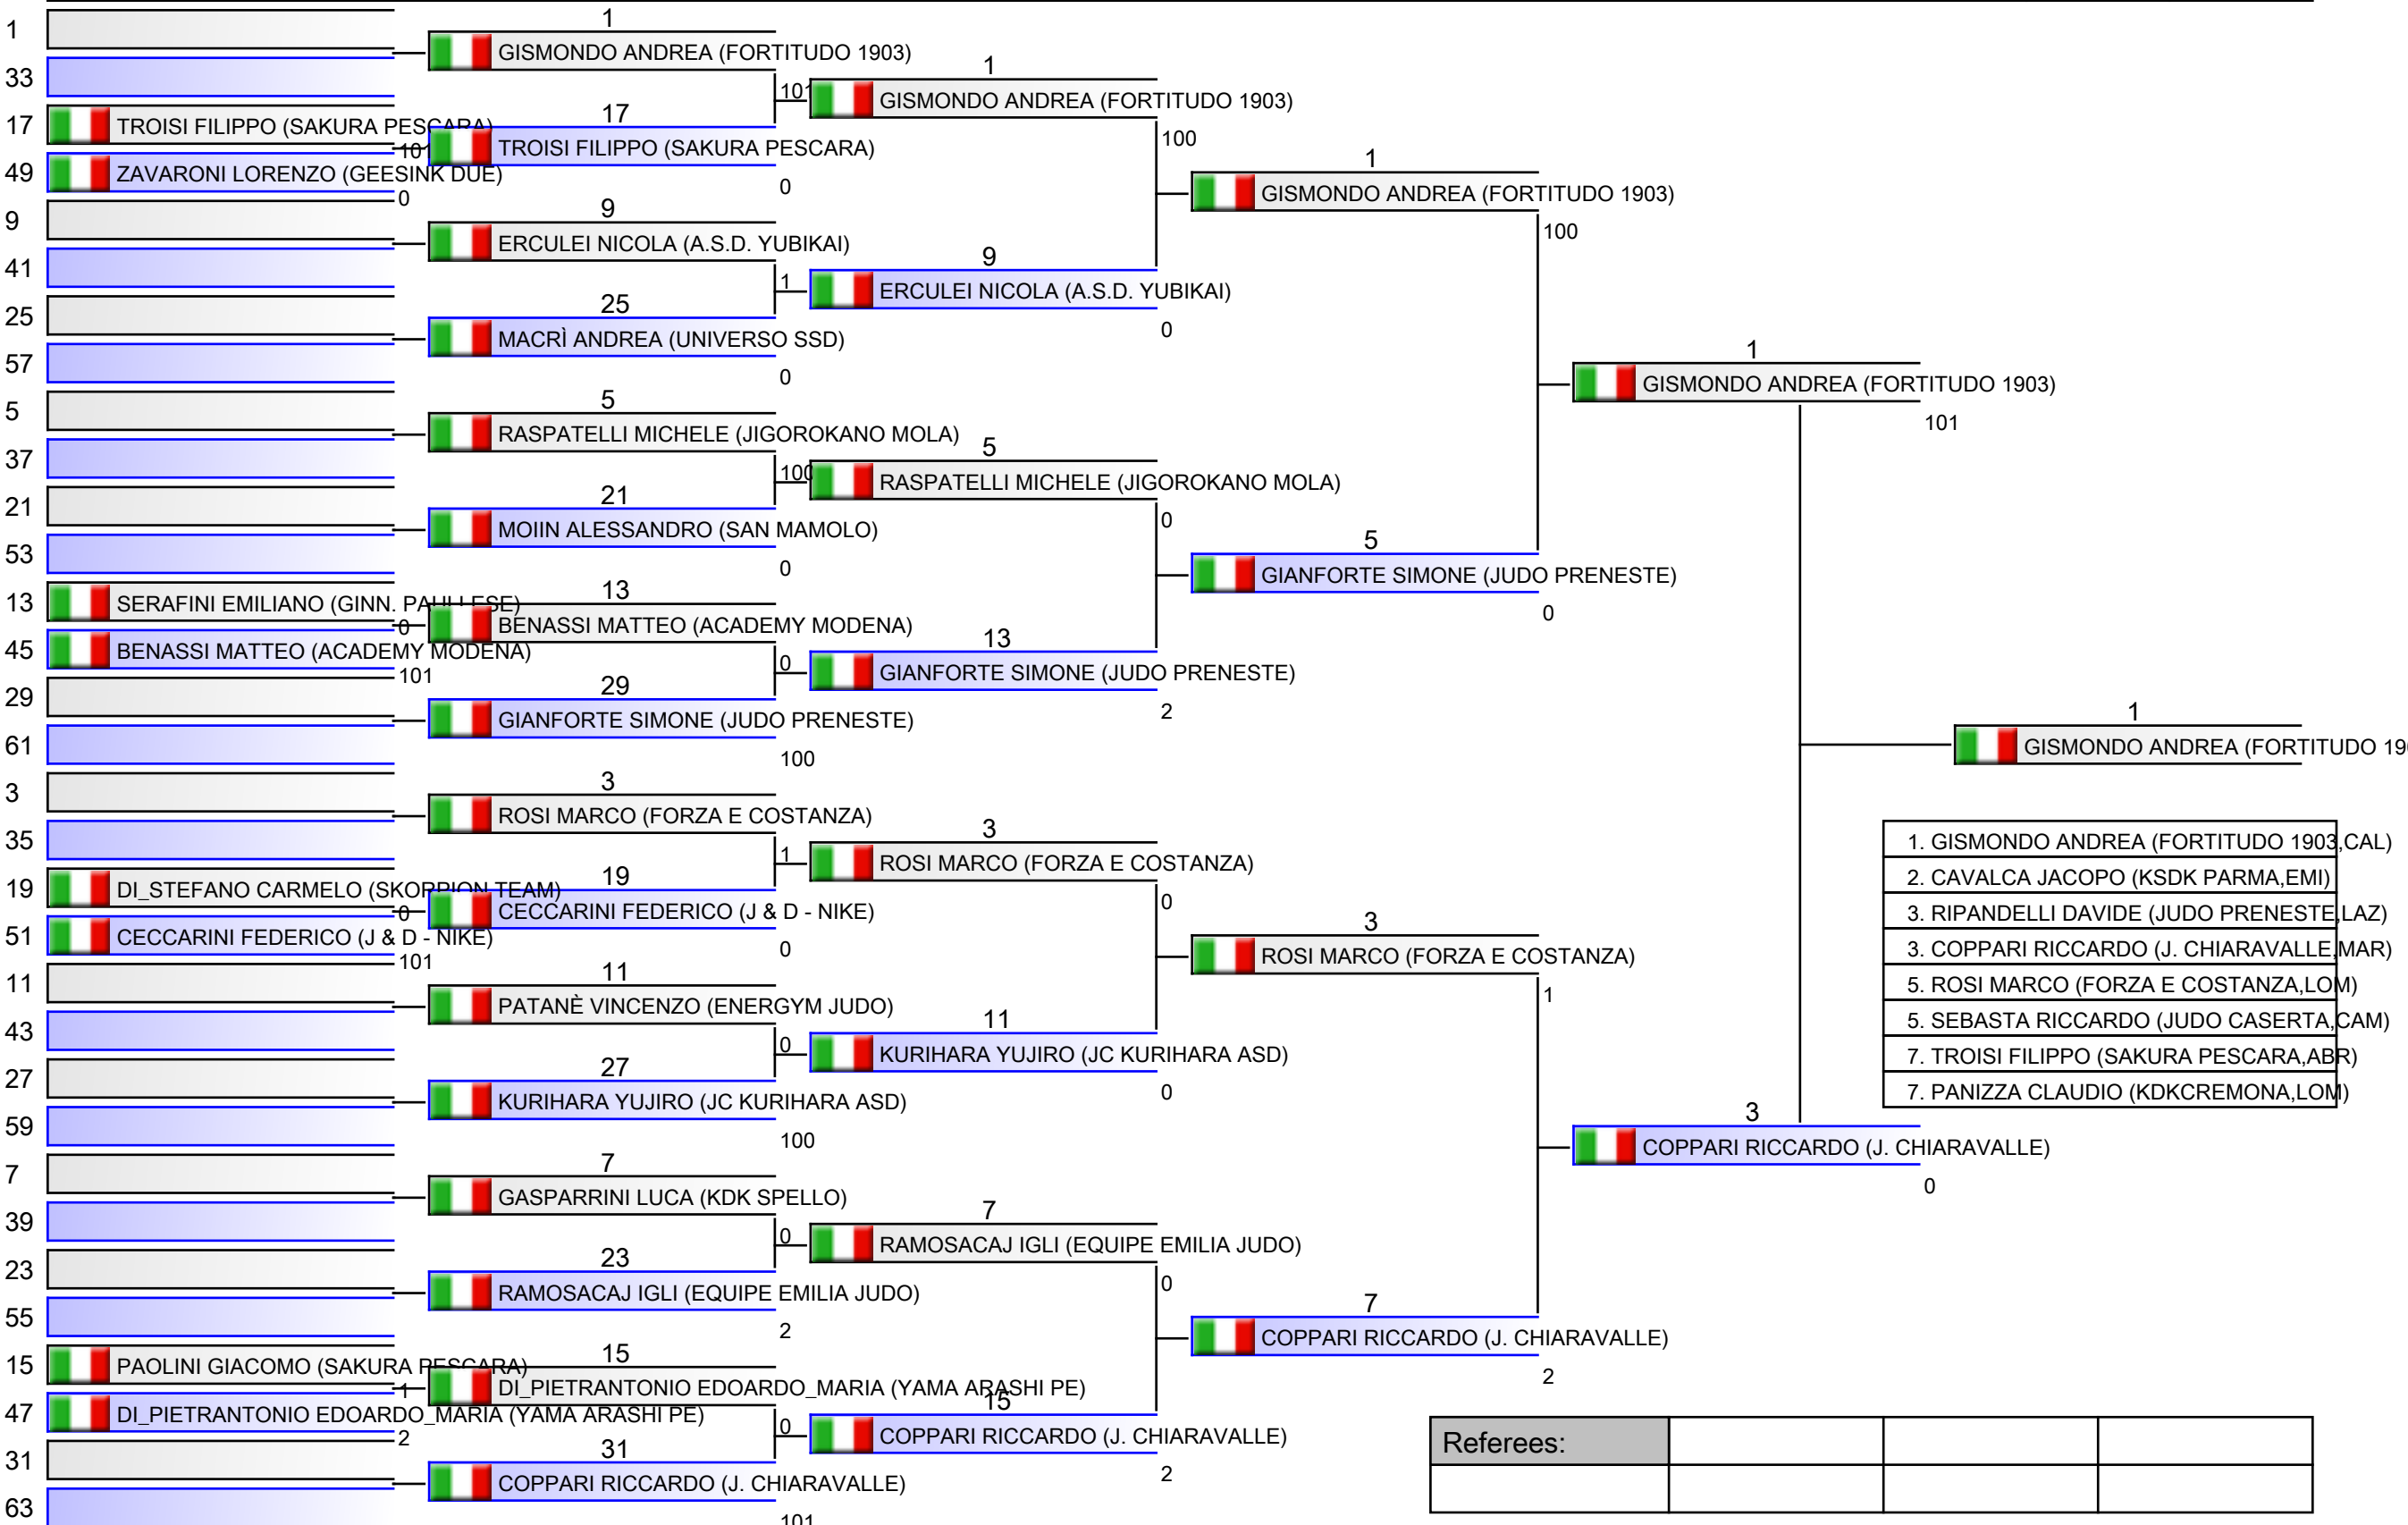 1
1
GISMONDO ANDREA (FORTITUDO 1903)
33
1
101
GISMONDO ANDREA (FORTITUDO 1903)
17
TROISI FILIPPO (SAKURA PESCARA)
17
100
101
TROISI FILIPPO (SAKURA PESCARA)
49
ZAVARONI LORENZO (GEESINK DUE)
0
0
1
GISMONDO ANDREA (FORTITUDO 1903)
100
9
9
ERCULEI NICOLA (A.S.D. YUBIKAI)
41
9
1
ERCULEI NICOLA (A.S.D. YUBIKAI)
0
25
25
MACRÌ ANDREA (UNIVERSO SSD)
57
0
1
GISMONDO ANDREA (FORTITUDO 1903)
101
5
5
RASPATELLI MICHELE (JIGOROKANO MOLA)
37
5
100
RASPATELLI MICHELE (JIGOROKANO MOLA)
0
21
21
MOIIN ALESSANDRO (SAN MAMOLO)
53
0
5
GIANFORTE SIMONE (JUDO PRENESTE)
0
13
SERAFINI EMILIANO (GINN. PAULLESE)
13
0
BENASSI MATTEO (ACADEMY MODENA)
45
BENASSI MATTEO (ACADEMY MODENA)
101
13
0
GIANFORTE SIMONE (JUDO PRENESTE)
2
29
29
GIANFORTE SIMONE (JUDO PRENESTE)
61
100
1
GISMONDO ANDREA (FORTITUDO 19
3
3
ROSI MARCO (FORZA E COSTANZA)
35
3
1
ROSI MARCO (FORZA E COSTANZA)
0
19
DI_STEFANO CARMELO (SKORPION TEAM)
19
0
CECCARINI FEDERICO (J & D - NIKE)
51
CECCARINI FEDERICO (J & D - NIKE)
101
0
3
ROSI MARCO (FORZA E COSTANZA)
1
11
11
PATANÈ VINCENZO (ENERGYM JUDO)
43
11
0
KURIHARA YUJIRO (JC KURIHARA ASD)
0
27
27
KURIHARA YUJIRO (JC KURIHARA ASD)
59
100
1. GISMONDO ANDREA (FORTITUDO 1903,CAL)
2. CAVALCA JACOPO (KSDK PARMA,EMI)
3. RIPANDELLI DAVIDE (JUDO PRENESTE,LAZ)
3. COPPARI RICCARDO (J. CHIARAVALLE,MAR)
5. ROSI MARCO (FORZA E COSTANZA,LOM)
5. SEBASTA RICCARDO (JUDO CASERTA,CAM)
7. TROISI FILIPPO (SAKURA PESCARA,ABR)
7. PANIZZA CLAUDIO (KDKCREMONA,LOM)
3
COPPARI RICCARDO (J. CHIARAVALLE)
0
7
7
GASPARRINI LUCA (KDK SPELLO)
39
7
0
RAMOSACAJ IGLI (EQUIPE EMILIA JUDO)
0
23
23
RAMOSACAJ IGLI (EQUIPE EMILIA JUDO)
55
2
7
COPPARI RICCARDO (J. CHIARAVALLE)
2
15
PAOLINI GIACOMO (SAKURA PESCARA)
15
1
DI_PIETRANTONIO EDOARDO_MARIA (YAMA ARASHI PE)
47
DI_PIETRANTONIO EDOARDO_MARIA (YAMA ARASHI PE)
2
15
0
COPPARI RICCARDO (J. CHIARAVALLE)
2
31
31
COPPARI RICCARDO (J. CHIARAVALLE)
63
101
Referees: